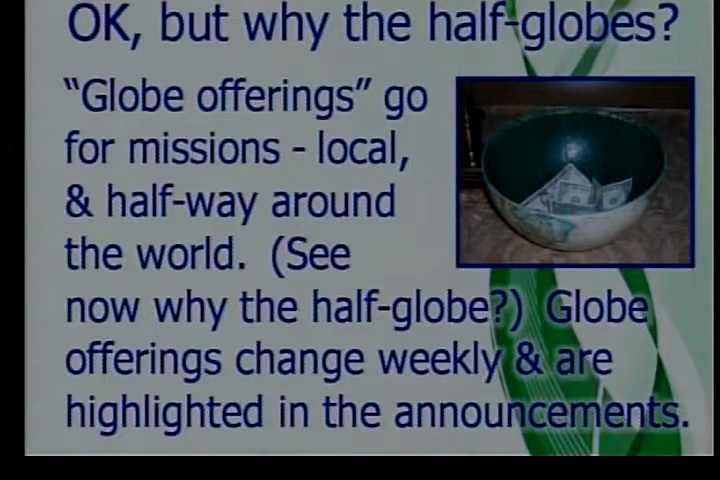 OK, but why the half-globes?
“Globe offerings” go
for missions - local,
& half-way around
the world.  (See
now why the half-globe?)  Globe
offerings change weekly & are
highlighted in the announcements.